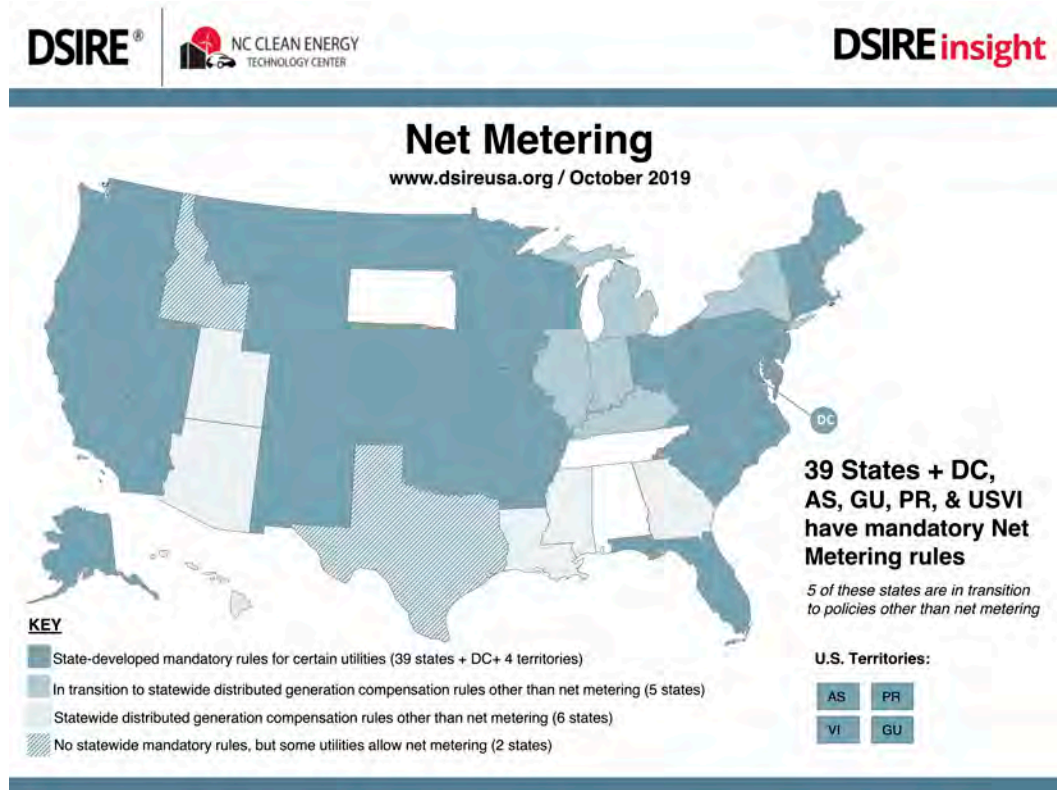 DSIRE®
NC CLEAN ENERGY
TECHNOLOGY CENTER
DSIRE insight
Net Metering
www.dsireusa.org / October 2019
DC
39 States + DC,
AS, GU, PR, & USVI
have mandatory Net
Metering rules
5 of these states are in transition
to policies other than net metering
KEY
State-developed mandatory rules for certain utilities (39 states + DC+ 4 territories)
In transition to statewide distributed generation compensation rules other than net metering (5 states)
Statewide distributed generation compensation rules other than net metering (6 states)
No statewide mandatory rules, but some utilities allow net metering (2 states)
U.S. Territories:
AS PR
VI GU